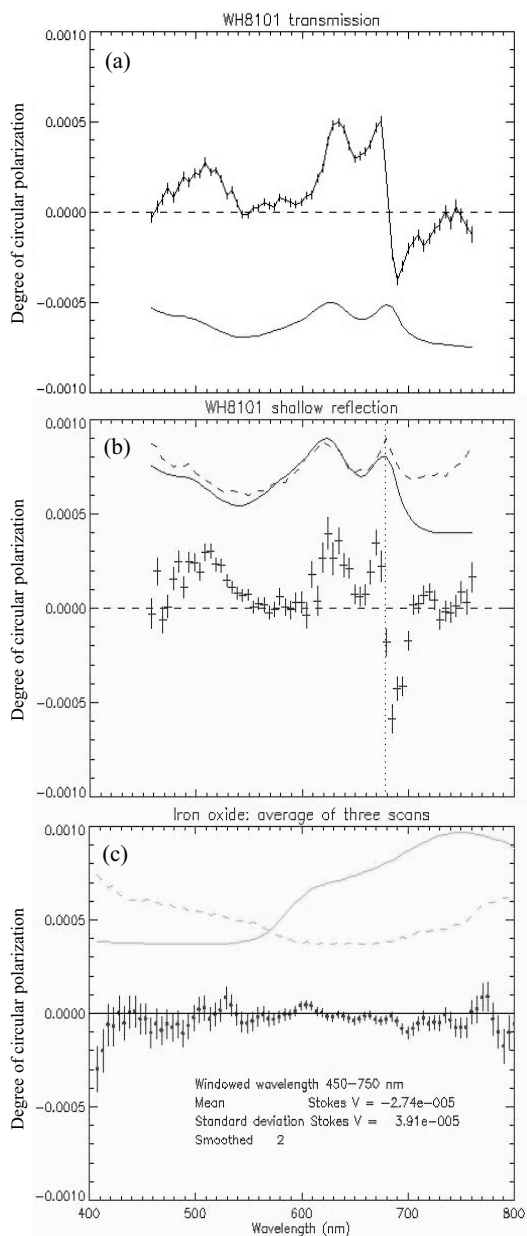 WH8101 transmission
(a)
Degree of circular polarization
0.0010
0.0005
0.0000
-0.0005
-0.0010
WH8101 shallow reflection
(b)
Degree of circular polarization
0.0010
0.0005
0.0000
-0.0005
-0.0010
Iron oxide: average of three scans
(c)
Degree of circular polarization
0.0010
0.0005
0.0000
-0.0005
-0.0010
Windowed wavelength 450-750 nm
Mean Stokes V = -2.74e-005
Standard deviation Stokes V = 3.91e-005
Smoothed 2
400 500 600 700 800
Wavelength (nm)